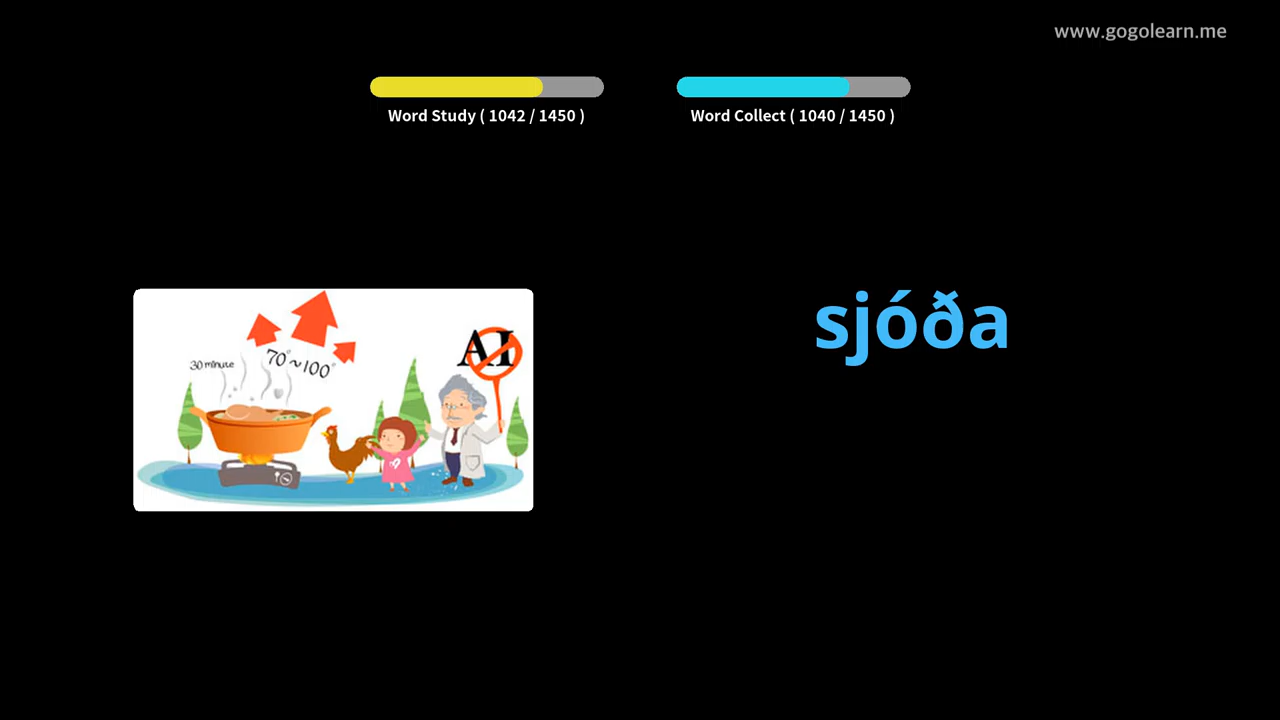 www.gogolearn.me
Word Study ( 1042 / 1450 )
Word Collect ( 1040 / 1450 )
30 minute
70°~100°
AI
sjóða